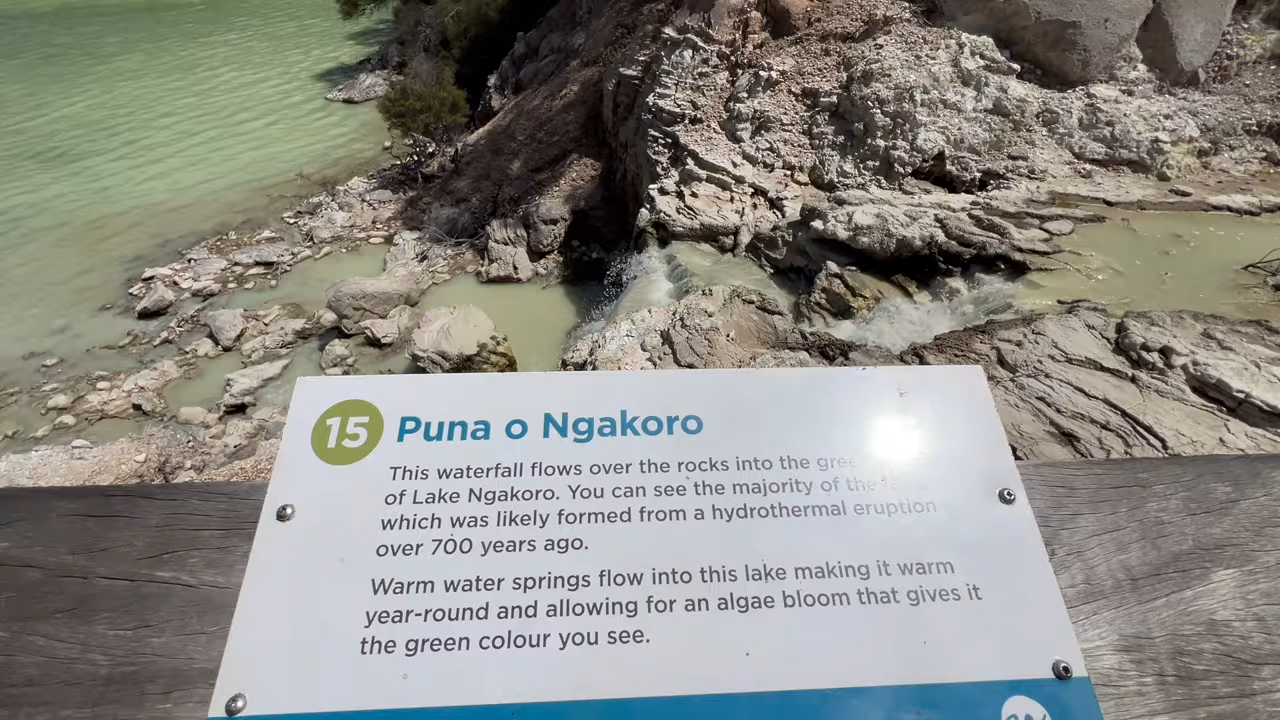 15 Puna o Ngakoro
This waterfall flows over the rocks into the
of Lake Ngakoro. You can see the majority of the
which was likely formed from a hydrothermal eruption
over 700 years ago.
Warm water springs flow into this lake making it warm
year-round and allowing for an algae bloom that gives it
the green colour you see.